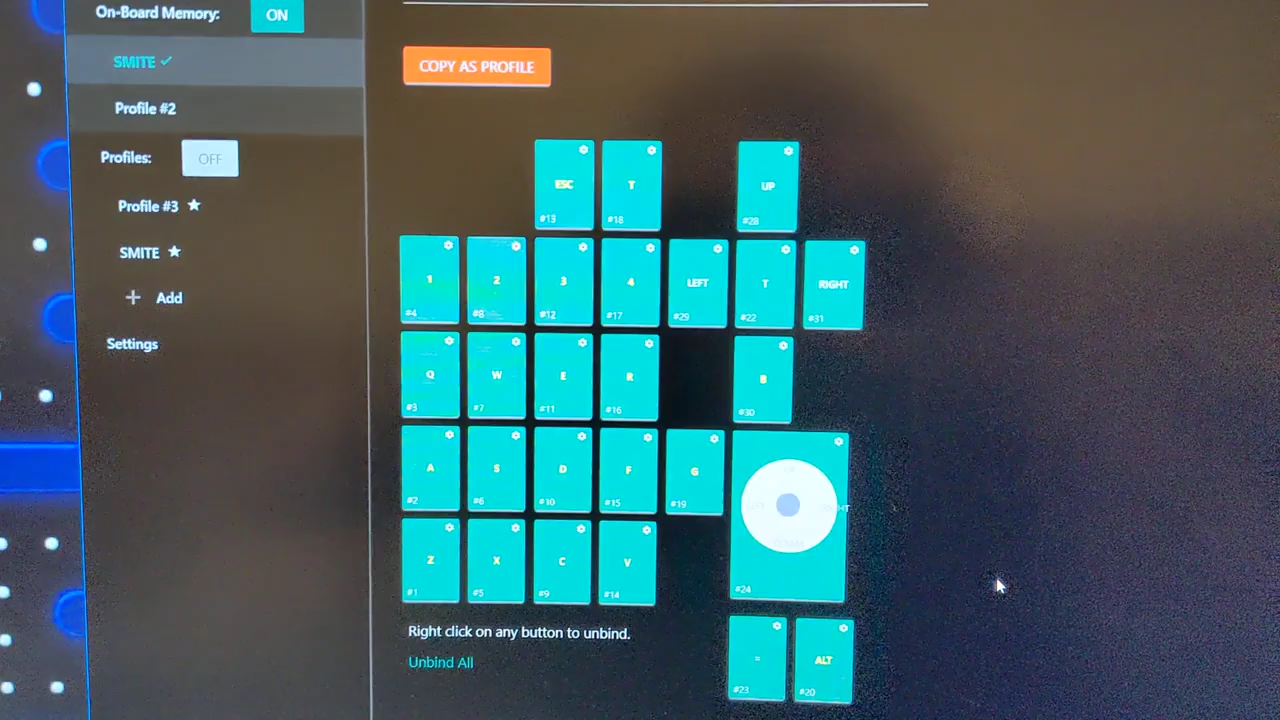 On-Board Memory:
ON
SMITE
Profile #2
Profiles:
OFF
Profile #3
SMITE
+ Add
Settings
COPY AS PROFILE
ESC
#13
T
#18
UP
#28
1
#4
2
#8
3
#12
4
#17
LEFT
#29
T
#22
RIGHT
#31
Q
#3
W
#7
E
#11
R
#16
B
#30
A
#2
S
#6
D
#10
F
#15
G
#19
#24
Z
#1
X
#5
C
#9
V
#14
Right click on any button to unbind.
Unbind All
=
#23
ALT
#20